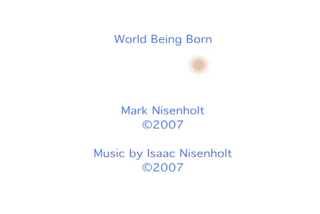 World Being Born
Mark Nisenholt
©2007
Music by Isaac Nisenholt
©2007